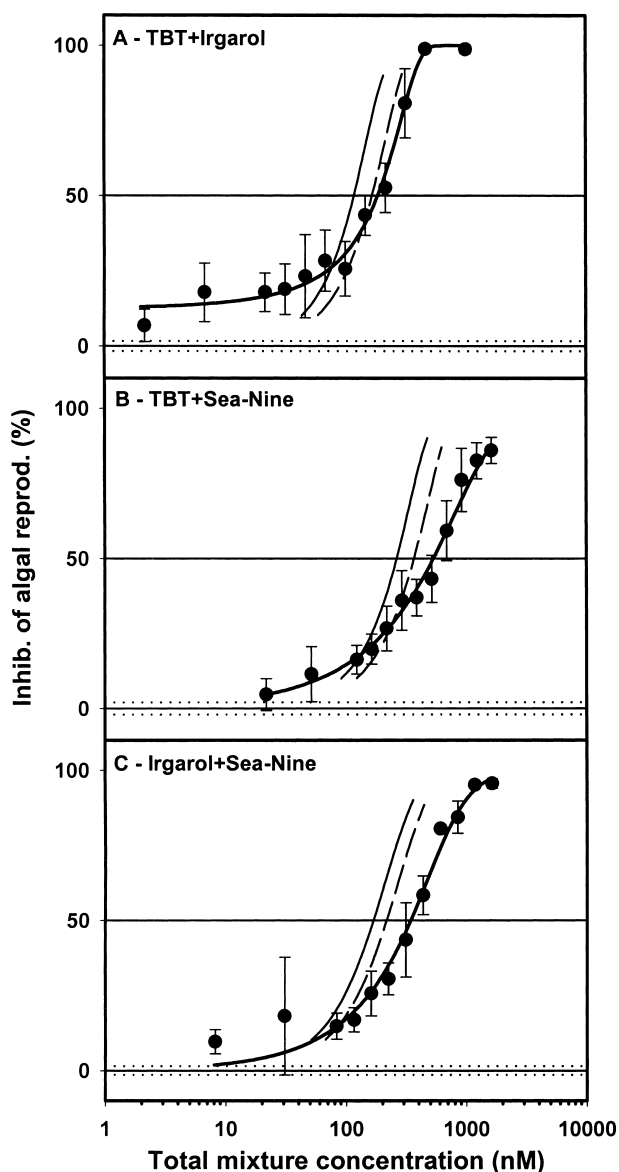 A - TBT+Irgarol
100
50
0
B - TBT+Sea-Nine
100
50
0
C - Irgarol+Sea-Nine
100
50
0
Inhib. of algal reprod. (%)
1 10 100 1000 10000
Total mixture concentration (nM)